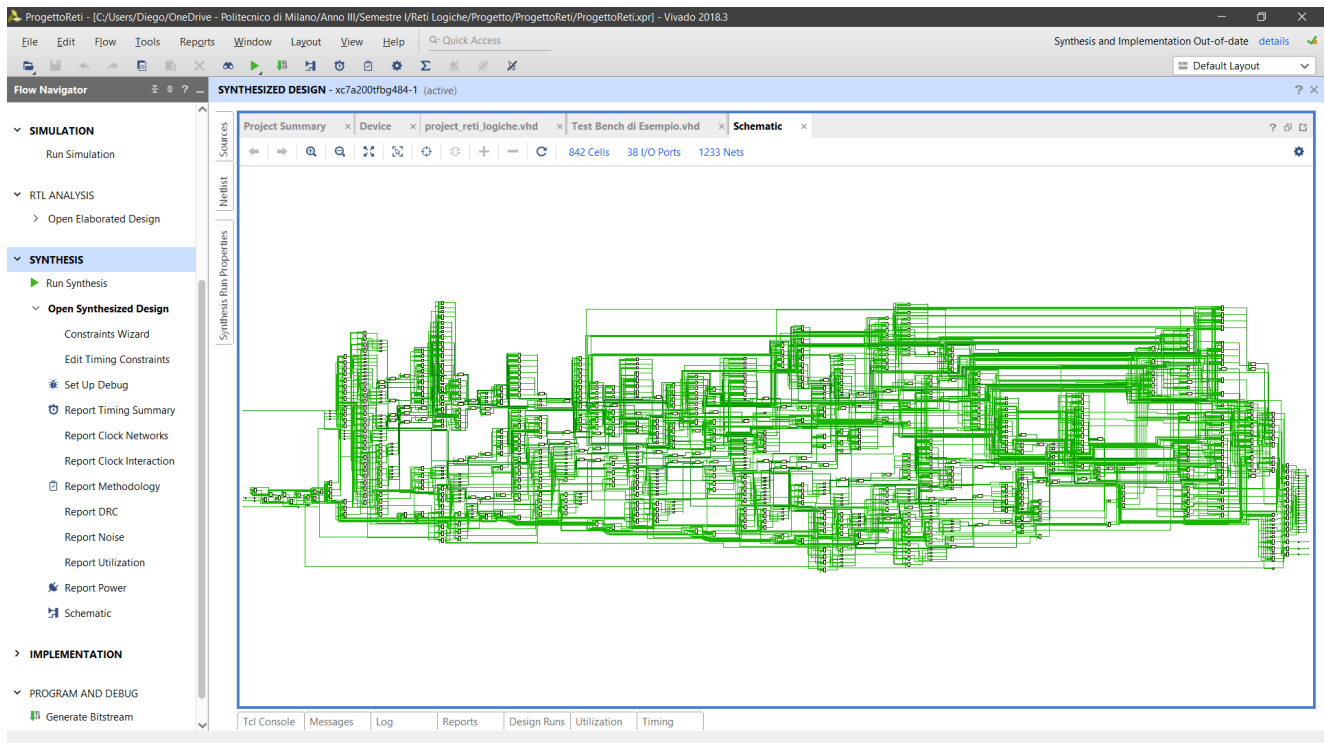 ProgettoReti - [C:/Users/Diego/OneDrive - Politecnico di Milano/Anno III/Semestre I/Reti Logiche/Progetto/ProgettoReti/ProgettoReti.xpr] - Vivado 2018.3
File Edit Flow Tools Reports Window Layout View Help Quick Access
Synthesis and Implementation Out-of-date details
Default Layout
Flow Navigator
SYNTHESIZED DESIGN - xc7a200tfbg484-1 (active)
SIMULATION
Run Simulation
RTL ANALYSIS
Open Elaborated Design
SYNTHESIS
Run Synthesis
Open Synthesized Design
Constraints Wizard
Edit Timing Constraints
Set Up Debug
Report Timing Summary
Report Clock Networks
Report Clock Interaction
Report Methodology
Report DRC
Report Noise
Report Utilization
Report Power
Schematic
IMPLEMENTATION
PROGRAM AND DEBUG
Generate Bitstream
Sources
Netlist
Synthesis Run Properties
Project Summary Device project_reti_logiche.vhd Test Bench di Esempio.vhd Schematic
842 Cells 38 I/O Ports 1233 Nets
Tcl Console Messages Log Reports Design Runs Utilization Timing